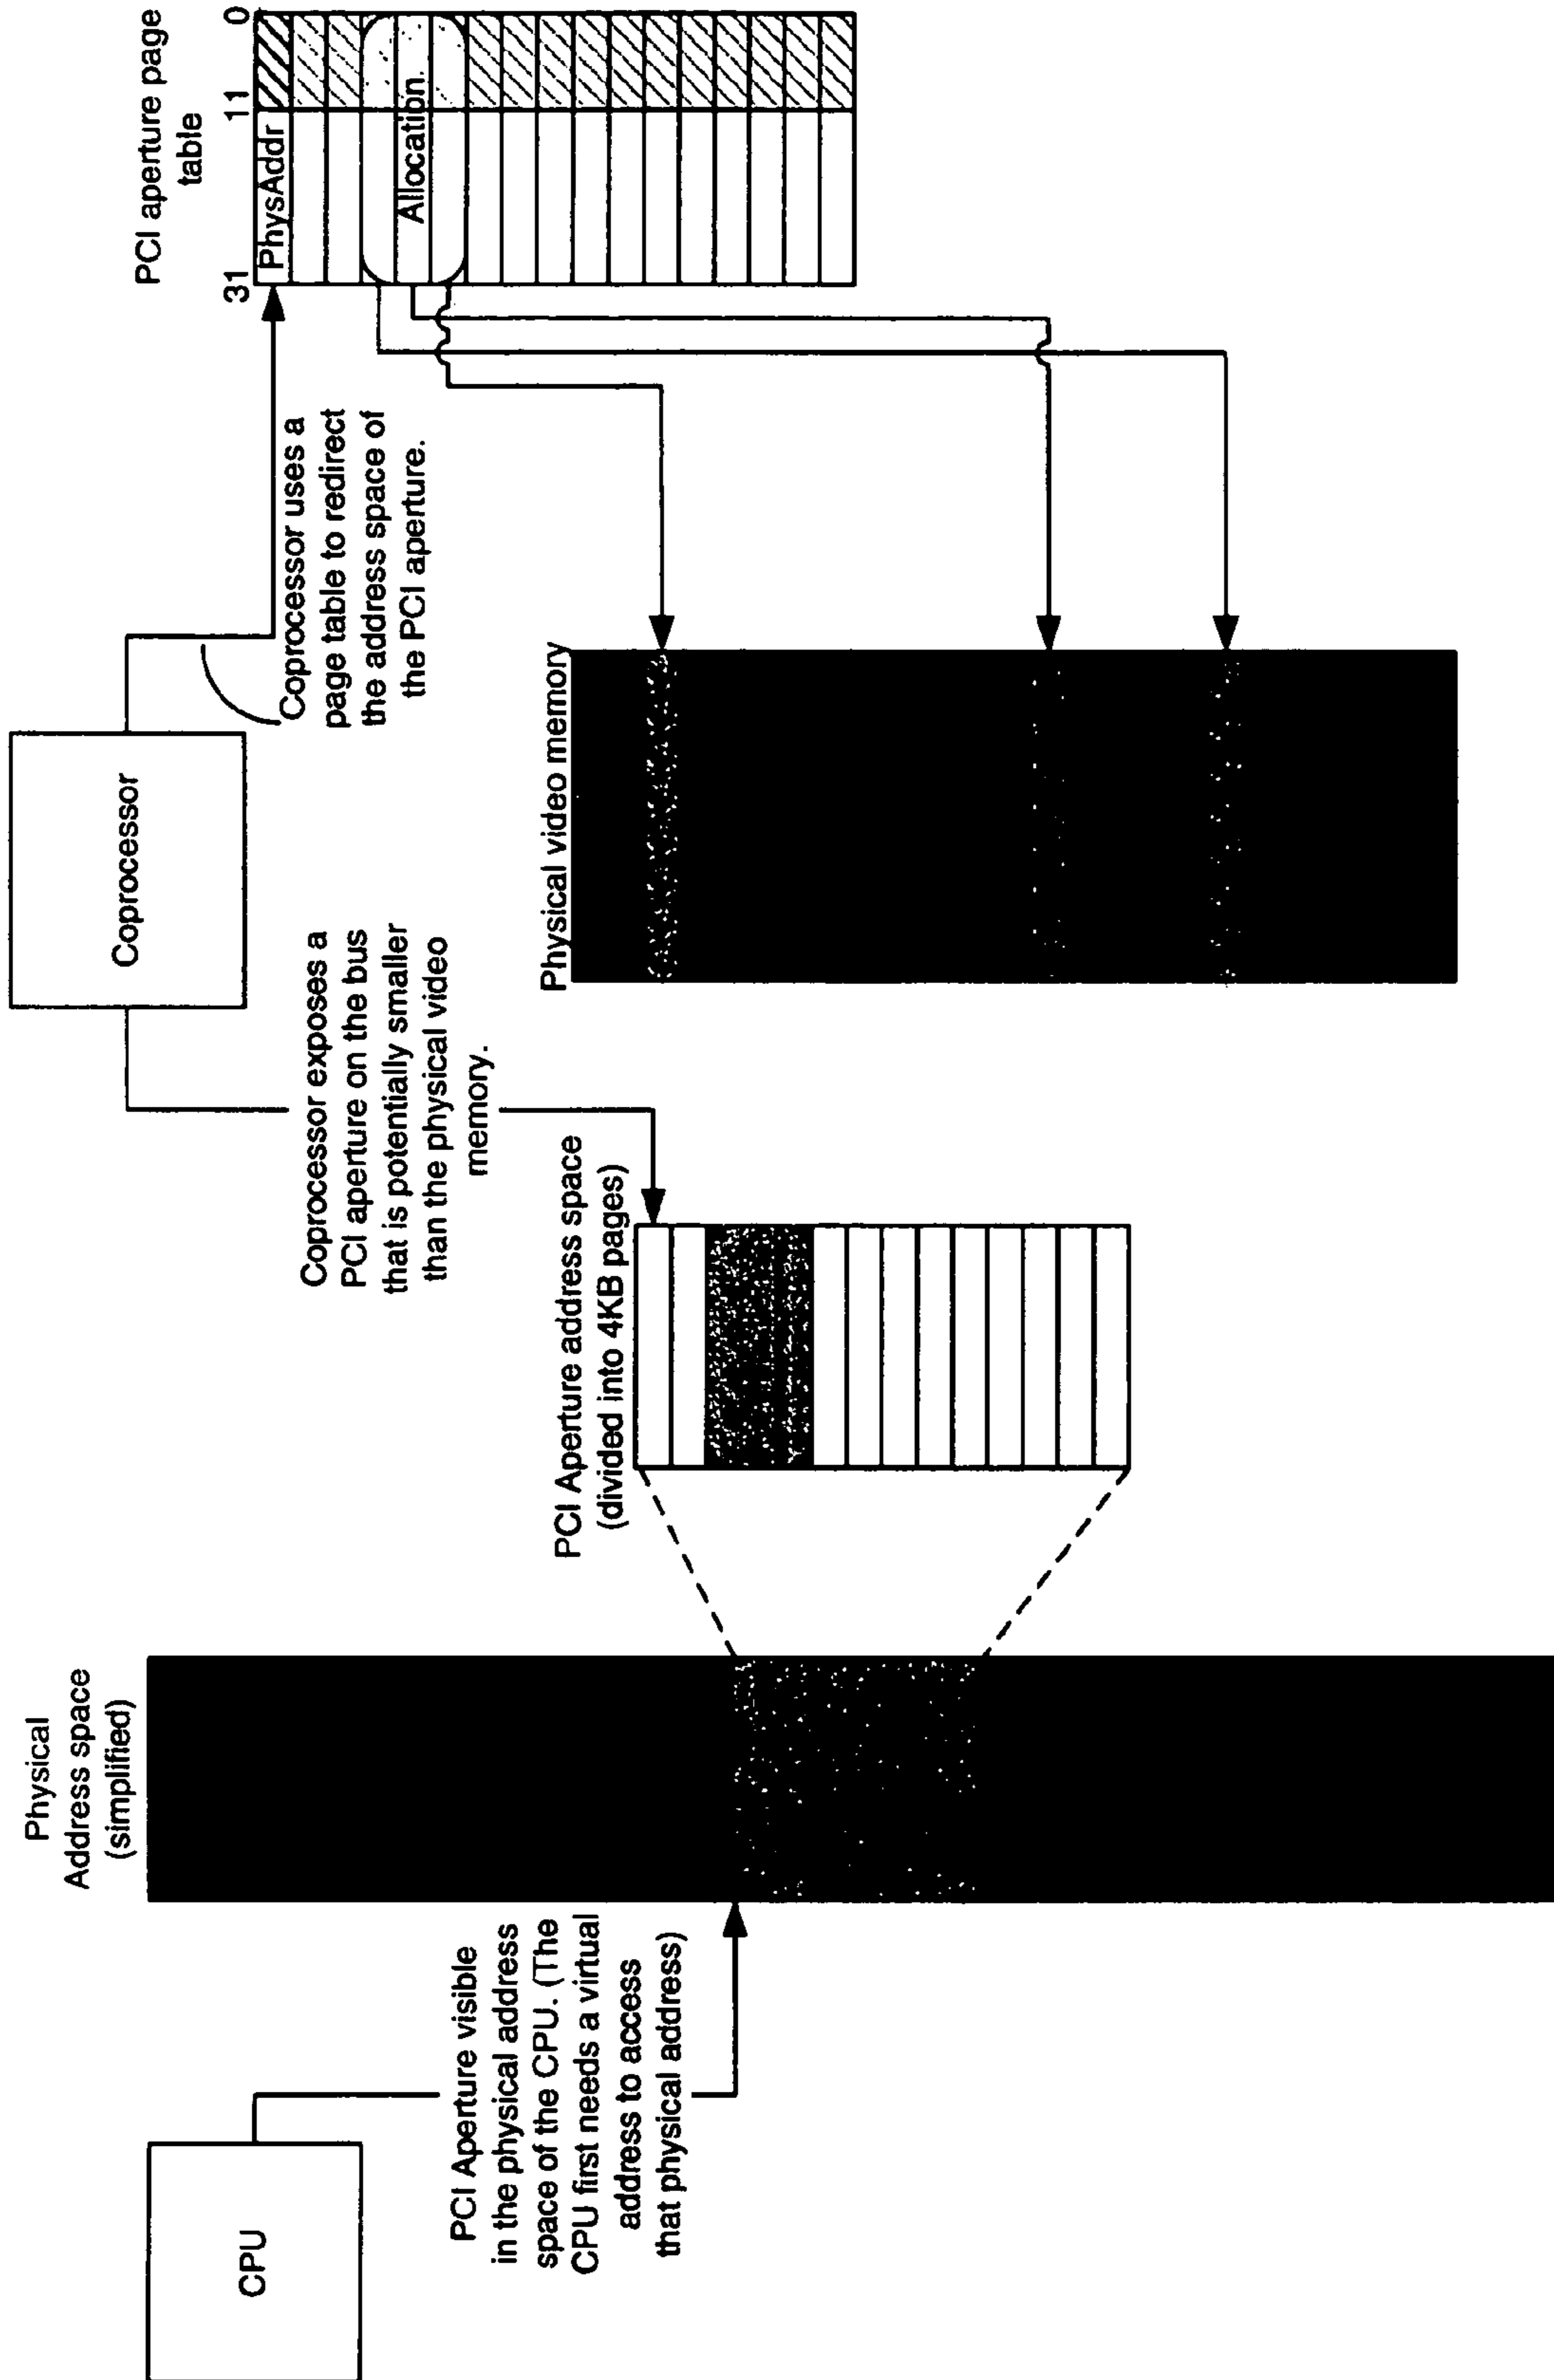 CPU
PCI Aperture visible
in the physical address
space of the CPU. (The
CPU first needs a virtual
address to access
that physical address)
Physical
Address space
(simplified)
PCI Aperture address space
(divided into 4KB pages)
Coprocessor exposes a
PCI aperture on the bus
that is potentially smaller
than the physical video
memory.
Coprocessor
Physical video memory
Coprocessor uses a
page table to redirect
the address space of
the PCI aperture.
PCI aperture page
table
31 11 0
PhysAddr
Allocation.